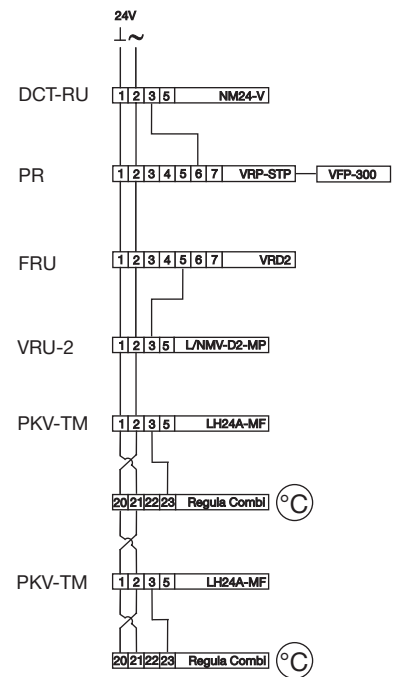 24V
⊥ ~
DCT-RU 1 2 3 5 NM24-V
PR 1 2 3 4 5 6 7 VRP-STP VFP-300
FRU 1 2 3 4 5 6 7 VRD2
VRU-2 1 2 3 5 L/NMV-D2-MP
PKV-TM 1 2 3 5 LH24A-MF
20 21 22 23 Regula Combi °C
PKV-TM 1 2 3 5 LH24A-MF
20 21 22 23 Regula Combi °C